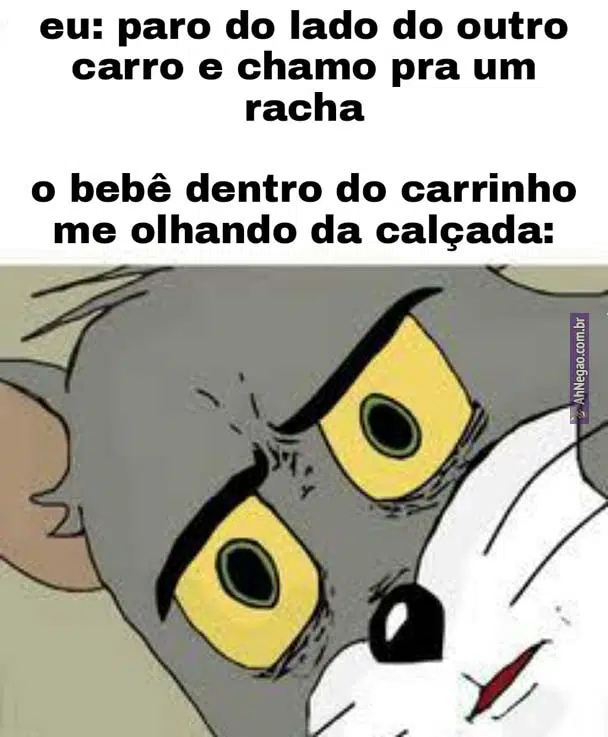 eu: paro do lado do outro
carro e chamo pra um
racha
o bebê dentro do carrinho
me olhando da calçada:
AhNegao.com.br